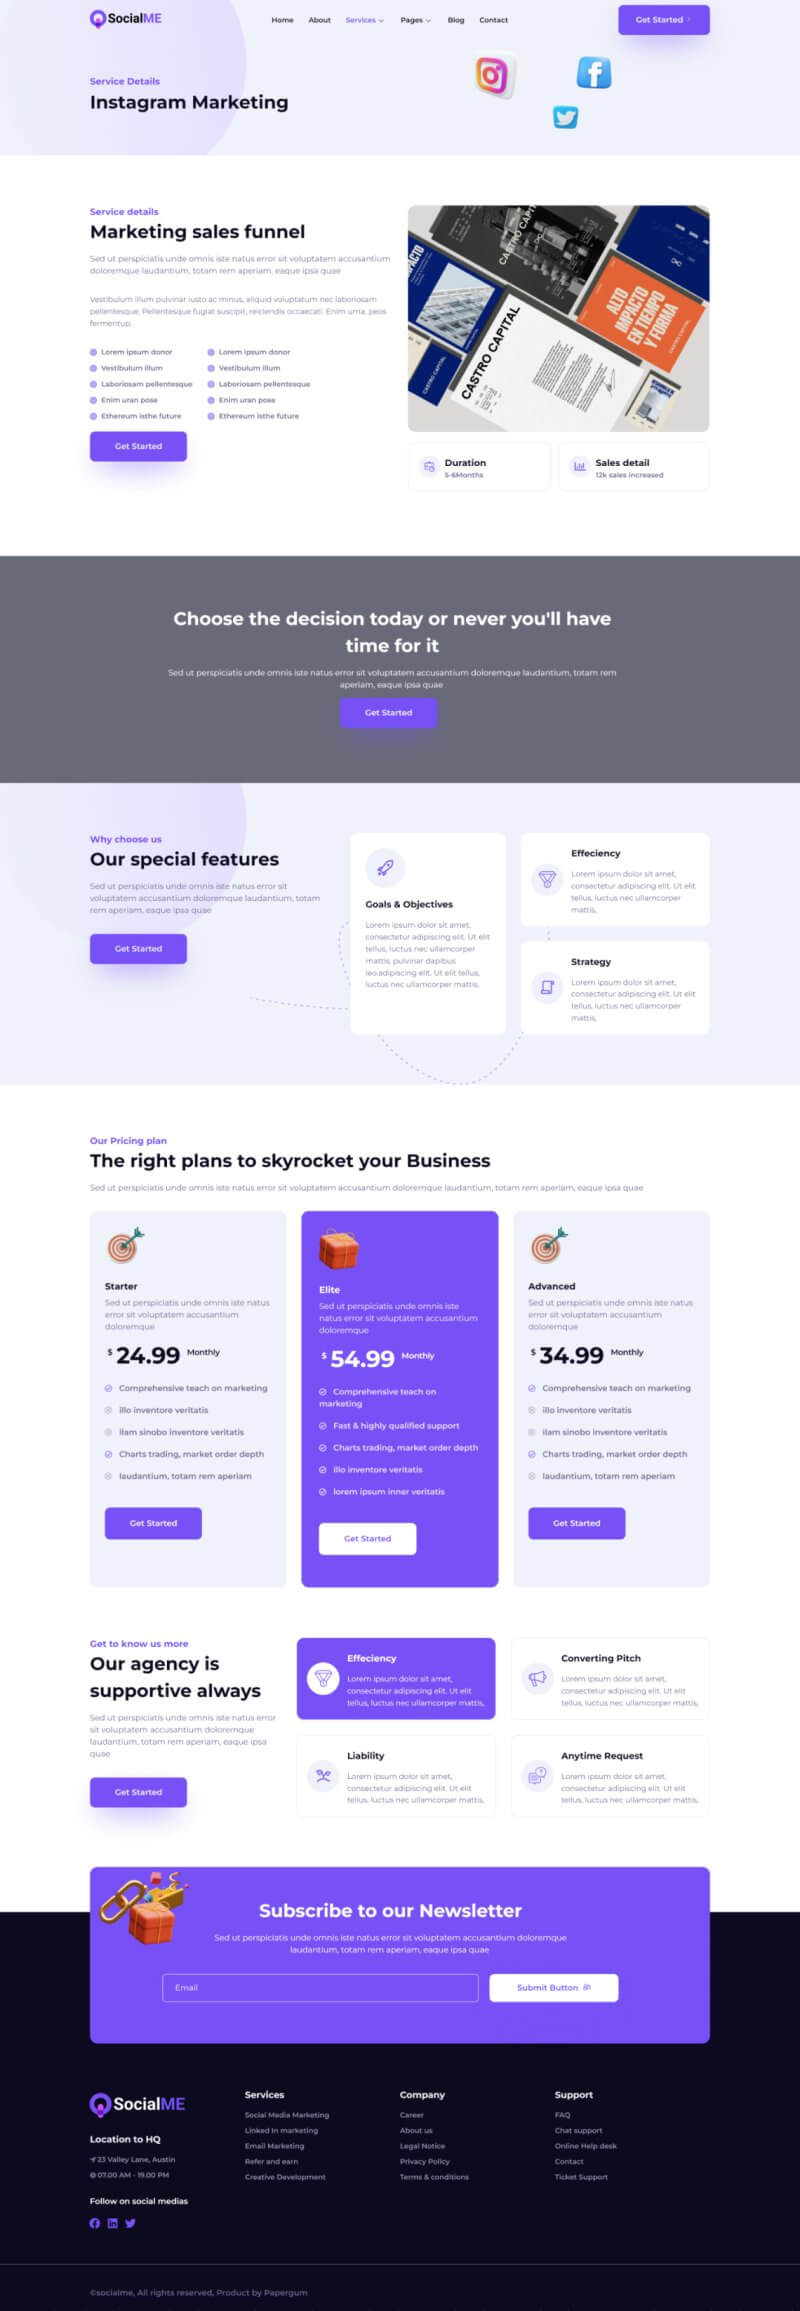 SocialME
Home
About
Services
Pages
Blog
Contact
Get Started
Service Details
Instagram Marketing
Service details
Marketing sales funnel
Sed ut perspiciatis unde omnis iste natus error sit voluptatem accusantium
doloremque laudantium, totam rem aperiam, eaque ipsa quae
Vestibulum illum pulvinar iusto ac minus, aliquid voluptatum nec laboriosam
pellentesque. Pellentesque fugiat suscipit, reiciendis occaecati. Enim urna, peos
fermentup.
Lorem ipsum donor
Vestibulum illum
Laboriosam pellentesque
Enim uran pose
Ethereum isthe future
Lorem ipsum donor
Vestibulum illum
Laboriosam pellentesque
Enim uran pose
Ethereum isthe future
Get Started
CASTRO CAPITAL
ALTO
IMPACTO
EN TIEMPO
Y FORMA
CASTRO CAPITAL
Duration
5-6Months
Sales detail
12k sales increased
Choose the decision today or never you'll have
time for it
Sed ut perspiciatis unde omnis iste natus error sit voluptatem accusantium doloremque laudantium, totam rem
aperiam, eaque ipsa quae
Get Started
Why choose us
Our special features
Sed ut perspiciatis unde omnis iste natus error sit
voluptatem accusantium doloremque laudantium, totam
rem aperiam, eaque ipsa quae
Get Started
Goals & Objectives
Lorem ipsum dolor sit amet,
consectetur adipiscing elit. Ut elit
tellus, luctus nec ullamcorper
mattis, pulvinar dapibus
leo.adipiscing elit. Ut elit tellus,
luctus nec ullamcorper mattis,
Effeciency
Lorem ipsum dolor sit amet,
consectetur adipiscing elit. Ut elit
tellus, luctus nec ullamcorper
mattis,
Strategy
Lorem ipsum dolor sit amet,
consectetur adipiscing elit. Ut elit
tellus, luctus nec ullamcorper
mattis,
Our Pricing plan
The right plans to skyrocket your Business
Sed ut perspiciatis unde omnis iste natus error sit voluptatem accusantium doloremque laudantium, totam rem aperiam, eaque ipsa quae
Starter
Sed ut perspiciatis unde omnis iste natus
error sit voluptatem accusantium
doloremque
$ 24.99 Monthly
Comprehensive teach on marketing
illo inventore veritatis
ilam sinobo inventore veritatis
Charts trading, market order depth
laudantium, totam rem aperiam
Get Started
Elite
Sed ut perspiciatis unde omnis iste
natus error sit voluptatem accusantium
doloremque
$ 54.99 Monthly
Comprehensive teach on
marketing
Fast & highly qualified support
Charts trading, market order depth
illo inventore veritatis
lorem ipsum inner veritatis
Get Started
Advanced
Sed ut perspiciatis unde omnis iste natus
error sit voluptatem accusantium
doloremque
$ 34.99 Monthly
Comprehensive teach on marketing
illo inventore veritatis
ilam sinobo inventore veritatis
Charts trading, market order depth
laudantium, totam rem aperiam
Get Started
Get to know us more
Our agency is
supportive always
Sed ut perspiciatis unde omnis iste natus error
sit voluptatem accusantium doloremque
laudantium, totam rem aperiam, eaque ipsa
quae
Get Started
Effeciency
Lorem ipsum dolor sit amet,
consectetur adipiscing elit. Ut elit
tellus, luctus nec ullamcorper mattis,
Converting Pitch
Lorem ipsum dolor sit amet,
consectetur adipiscing elit. Ut elit
tellus, luctus nec ullamcorper mattis,
Liability
Lorem ipsum dolor sit amet,
consectetur adipiscing elit. Ut elit
tellus, luctus nec ullamcorper mattis,
Anytime Request
Lorem ipsum dolor sit amet,
consectetur adipiscing elit. Ut elit
tellus, luctus nec ullamcorper mattis,
Subscribe to our Newsletter
Sed ut perspiciatis unde omnis iste natus error sit voluptatem accusantium doloremque
laudantium, totam rem aperiam, eaque ipsa quae
Email
Submit Button
SocialME
Location to HQ
23 Valley Lane, Austin
07.00 AM - 19.00 PM
Follow on social medias
Services
Social Media Marketing
Linked In marketing
Email Marketing
Refer and earn
Creative Development
Company
Career
About us
Legal Notice
Privacy Policy
Terms & conditions
Support
FAQ
Chat support
Online Help desk
Contact
Ticket Support
©socialme, All rights reserved, Product by Papergum